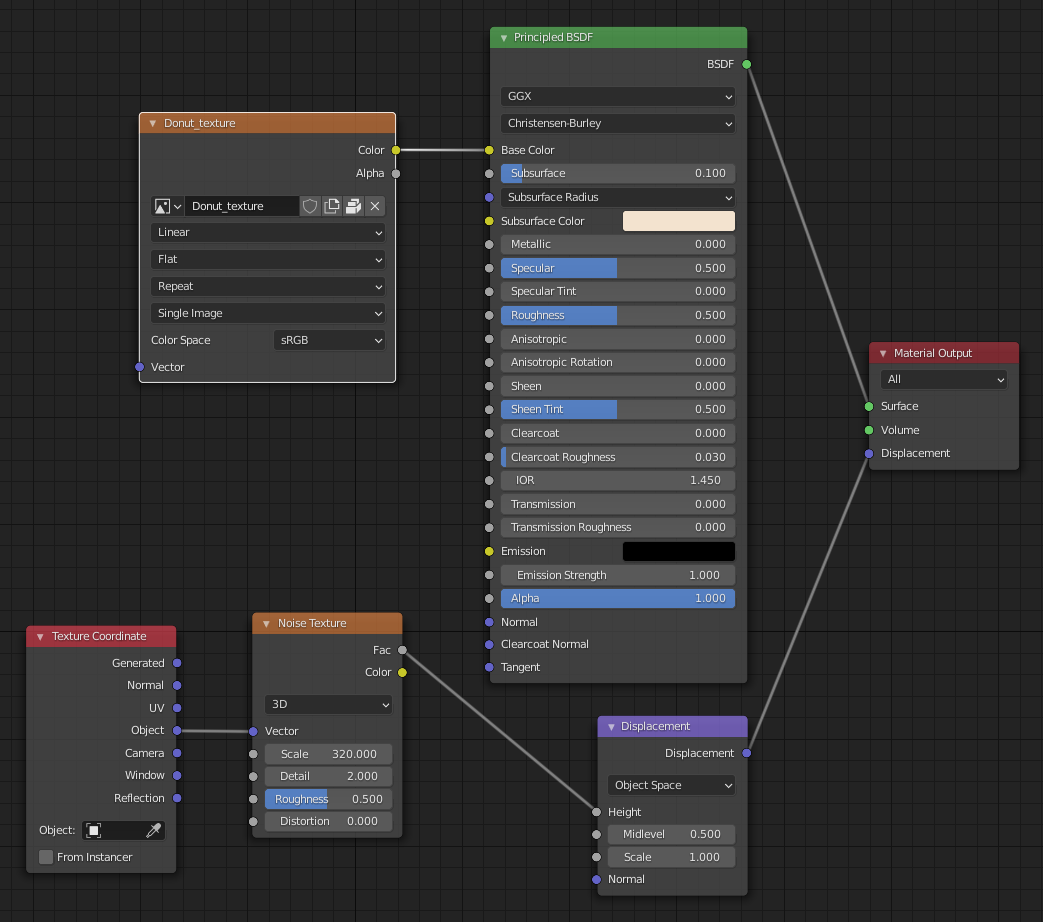 Principled BSDF
BSDF
GGX
Christensen-Burley
Base Color
Subsurface 0.100
Subsurface Radius
Subsurface Color
Metallic 0.000
Specular 0.500
Specular Tint 0.000
Roughness 0.500
Anisotropic 0.000
Anisotropic Rotation 0.000
Sheen 0.000
Sheen Tint 0.500
Clearcoat 0.000
Clearcoat Roughness 0.030
IOR 1.450
Transmission 0.000
Transmission Roughness 0.000
Emission
Emission Strength 1.000
Alpha 1.000
Normal
Clearcoat Normal
Tangent
Donut_texture
Color
Alpha
Donut_texture
Linear
Flat
Repeat
Single Image
Color Space sRGB
Vector
Material Output
All
Surface
Volume
Displacement
Texture Coordinate
Generated
Normal
UV
Object
Camera
Window
Reflection
Object:
From Instancer
Noise Texture
Fac
Color
3D
Vector
Scale 320.000
Detail 2.000
Roughness 0.500
Distortion 0.000
Displacement
Displacement
Object Space
Height
Midlevel 0.500
Scale 1.000
Normal